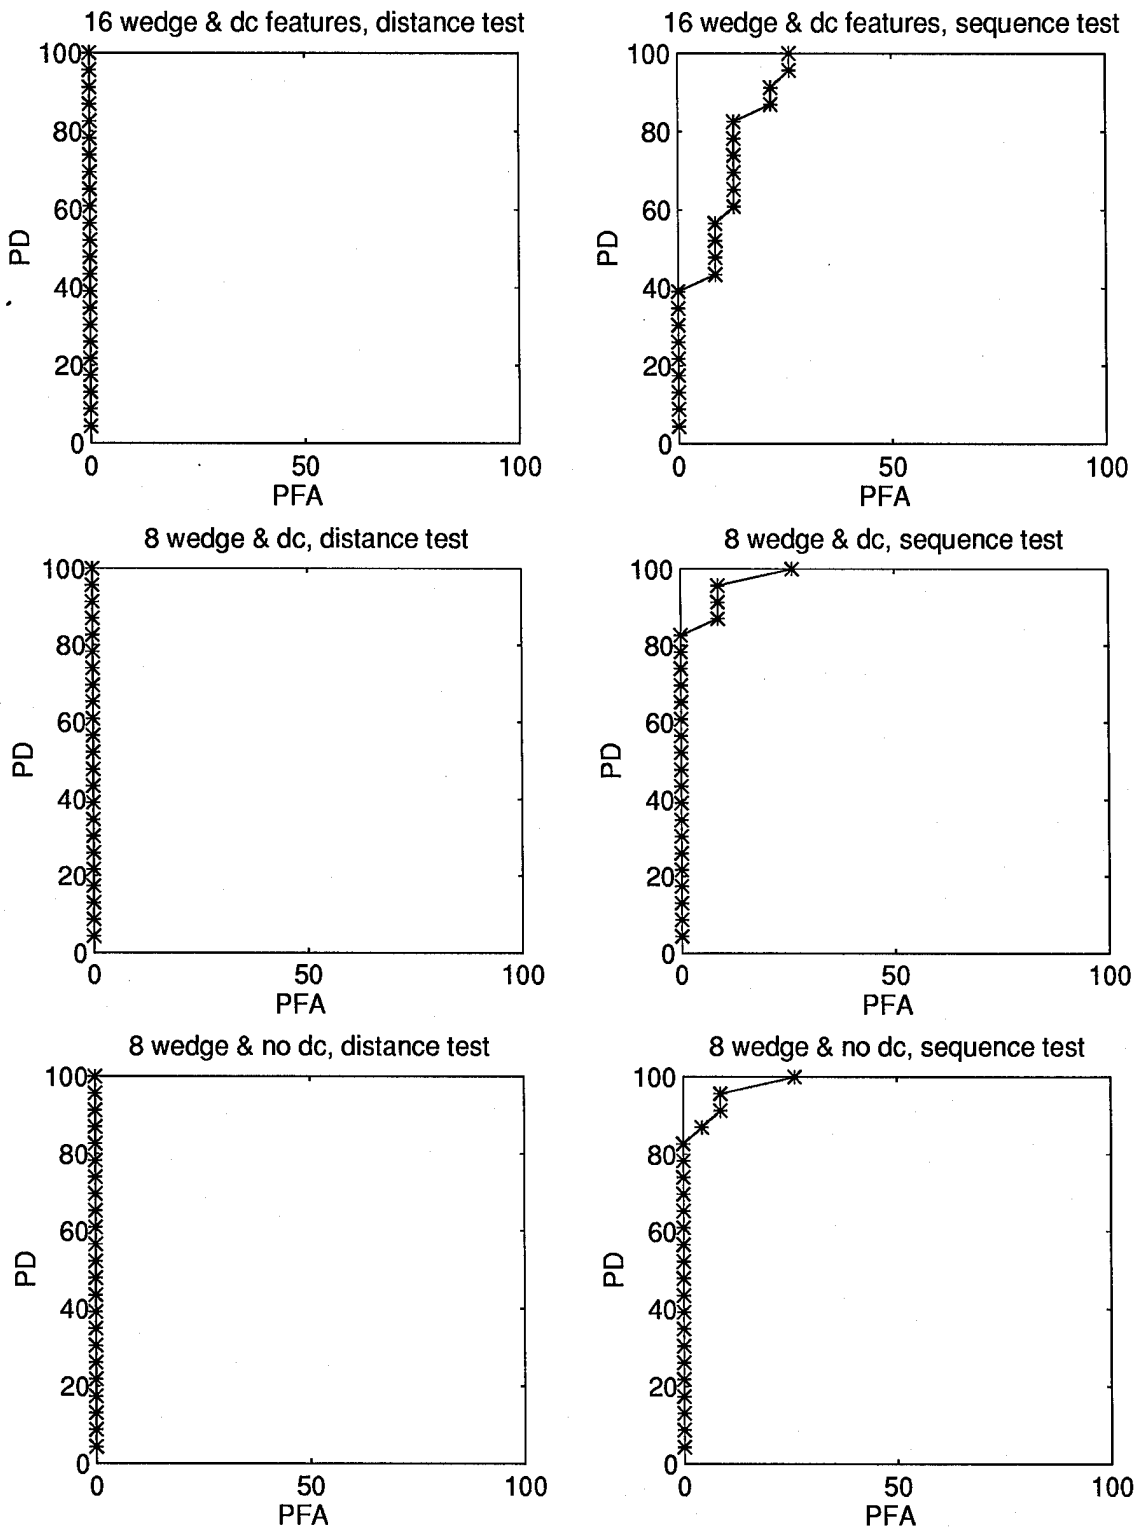 16 wedge & dc features, distance test
100
80
60
40
20
0
PD
0 50 100
PFA
16 wedge & dc features, sequence test
100
80
60
40
20
0
PD
0 50 100
PFA
8 wedge & dc, distance test
100
80
60
40
20
0
PD
0 50 100
PFA
8 wedge & dc, sequence test
100
80
60
40
20
0
PD
0 50 100
PFA
8 wedge & no dc, distance test
100
80
60
40
20
0
PD
0 50 100
PFA
8 wedge & no dc, sequence test
100
80
60
40
20
0
PD
0 50 100
PFA